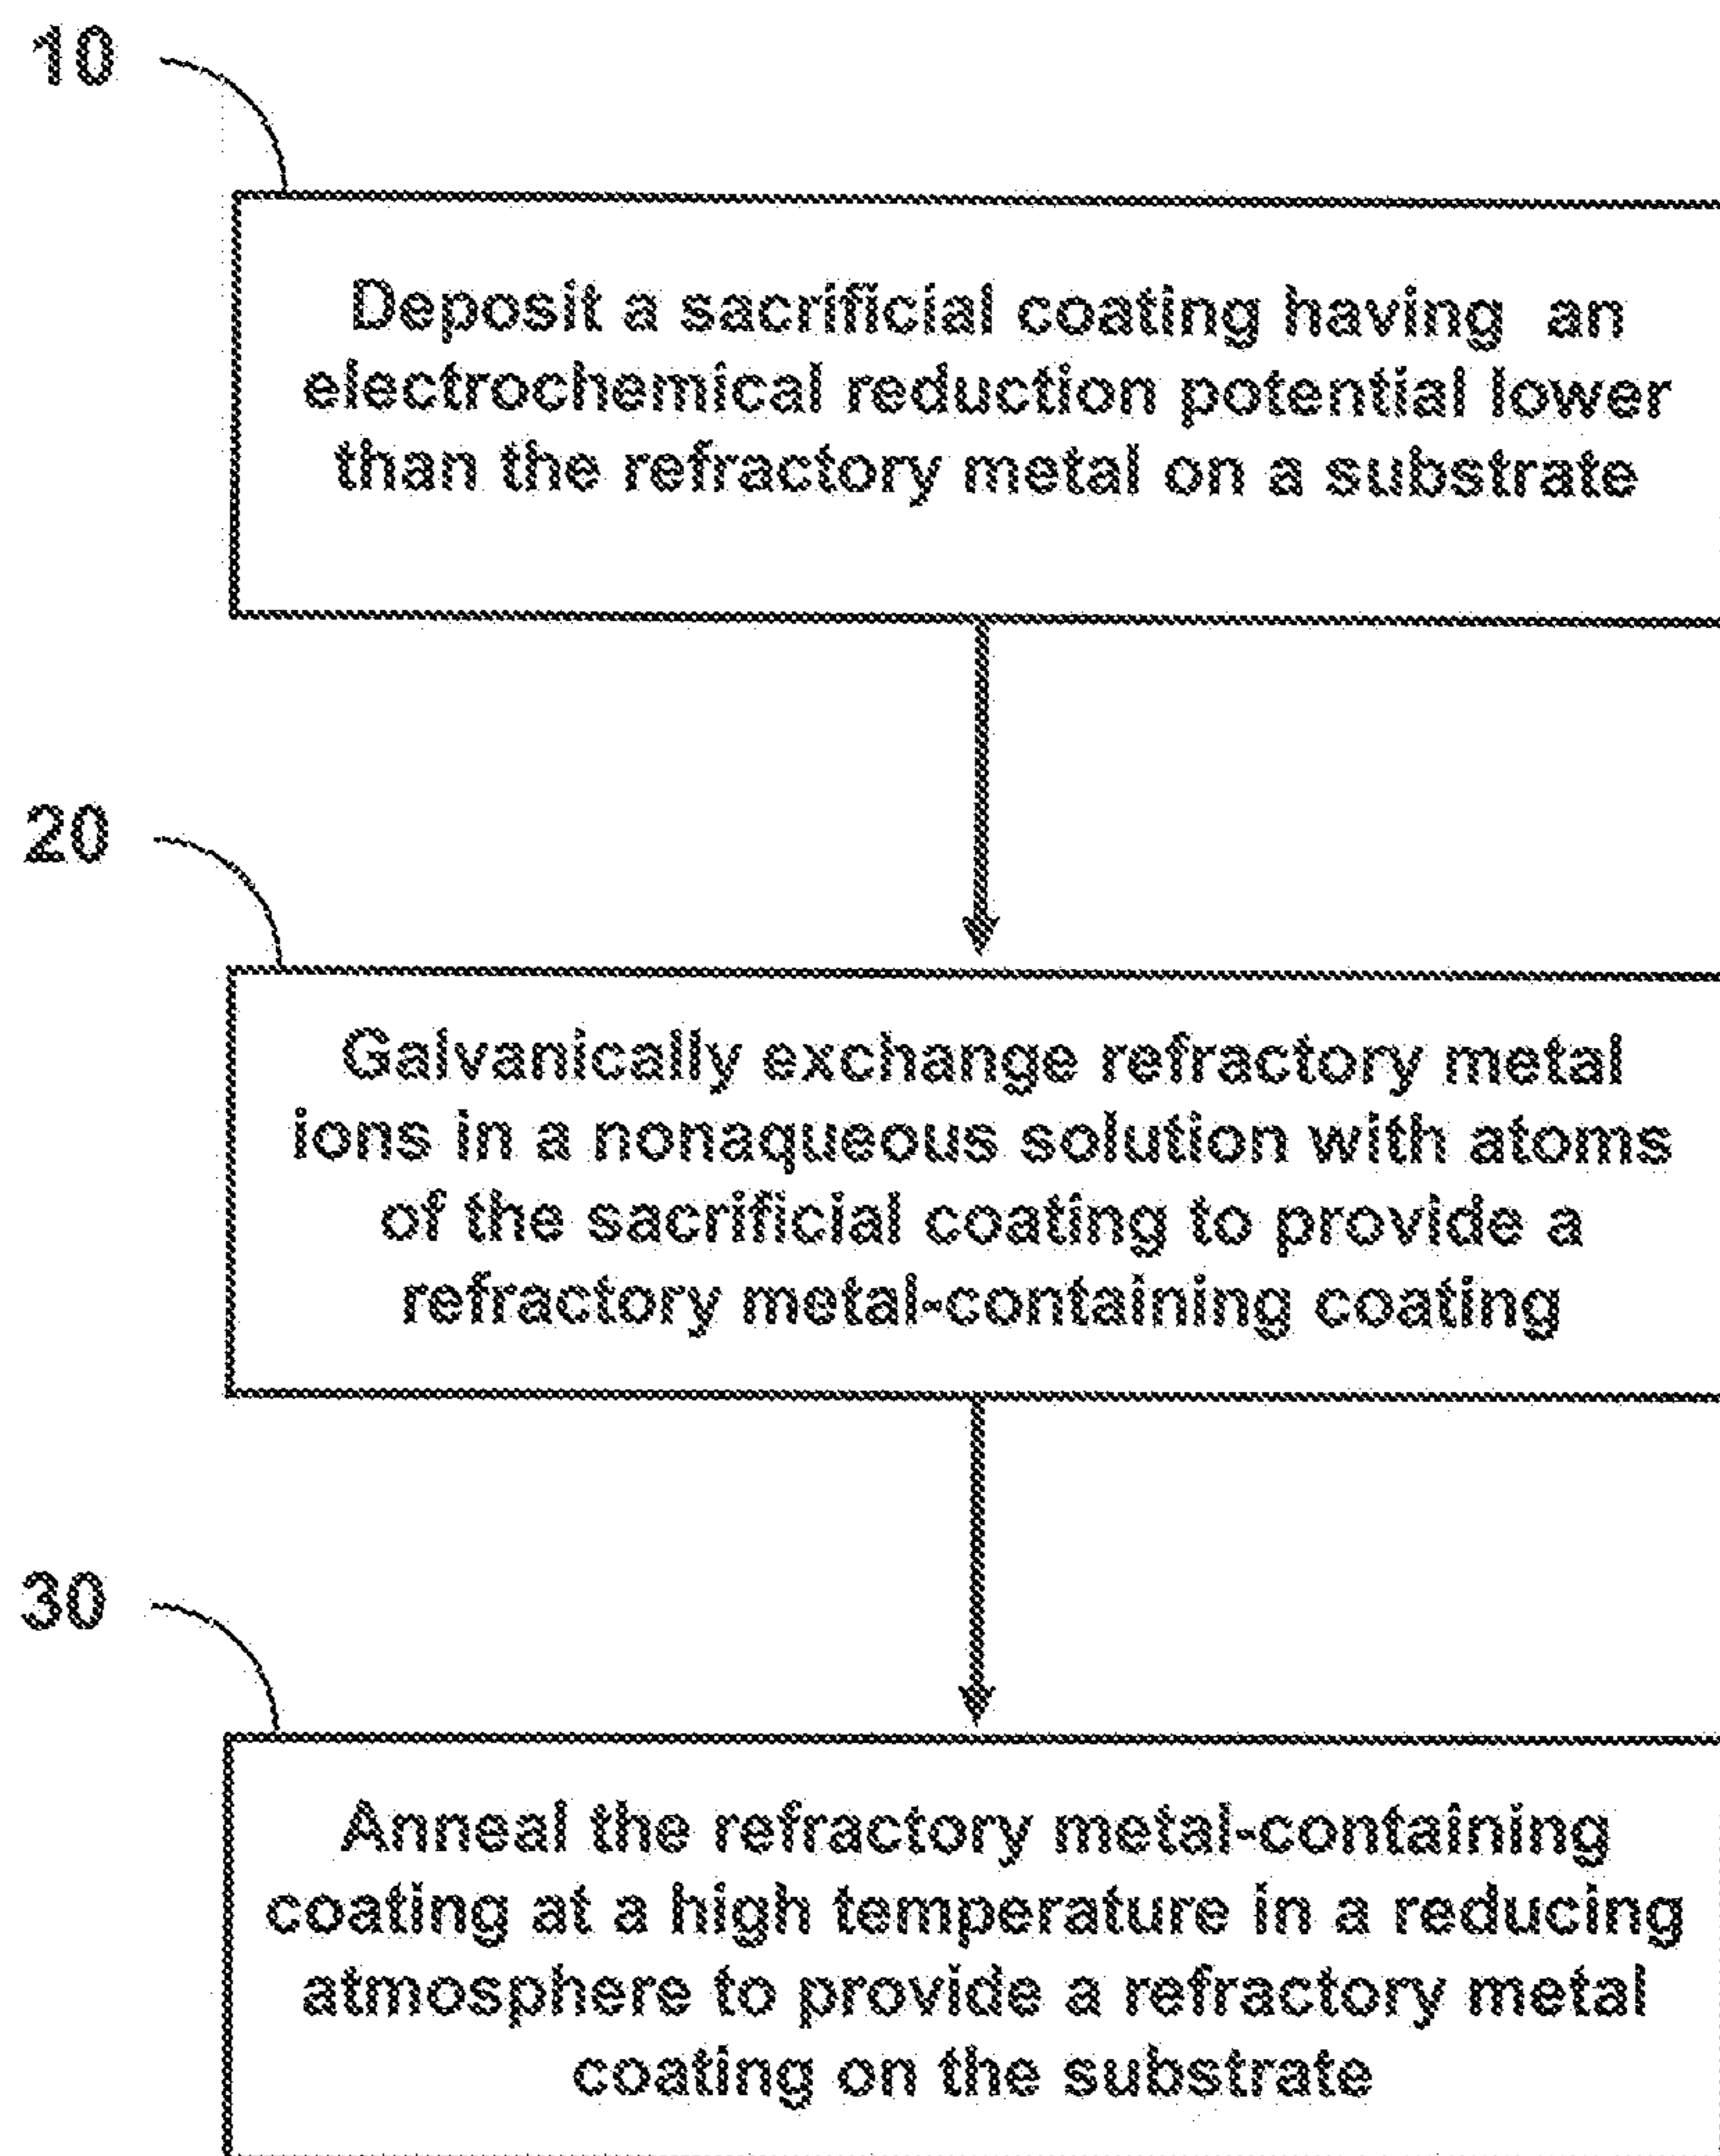 10
Deposit a sacrificial coating having an
electrochemical reduction potential lower
than the refractory metal on a substrate
20
Galvanically exchange refractory metal
ions in a nonaqueous solution with atoms
of the sacrificial coating to provide a
refractory metal-containing coating
30
Anneal the refractory metal-containing
coating at a high temperature in a reducing
atmosphere to provide a refractory metal
coating on the substrate